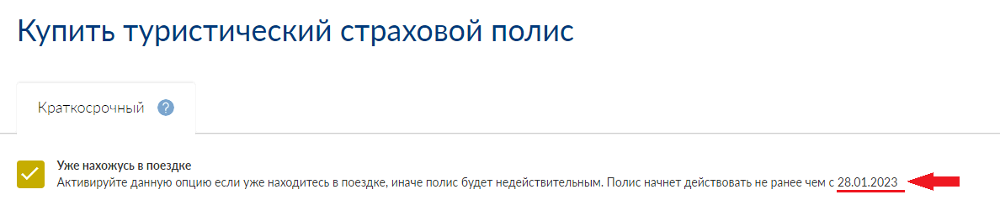 Купить туристический страховой полис
Краткосрочный ?
Уже нахожусь в поездке
Активируйте данную опцию если уже находитесь в поездке, иначе полис будет недействительным. Полис начнет действовать не ранее чем с 28.01.2023